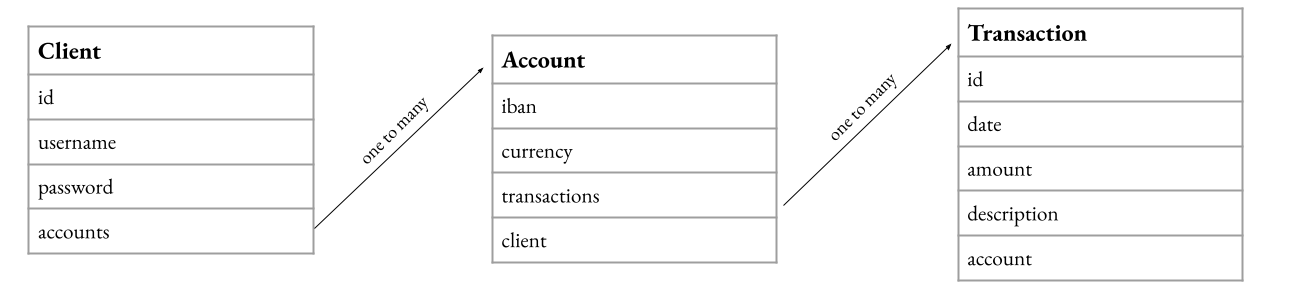 Client
id
username
password
accounts
one to many
Account
iban
currency
transactions
client
one to many
Transaction
id
date
amount
description
account